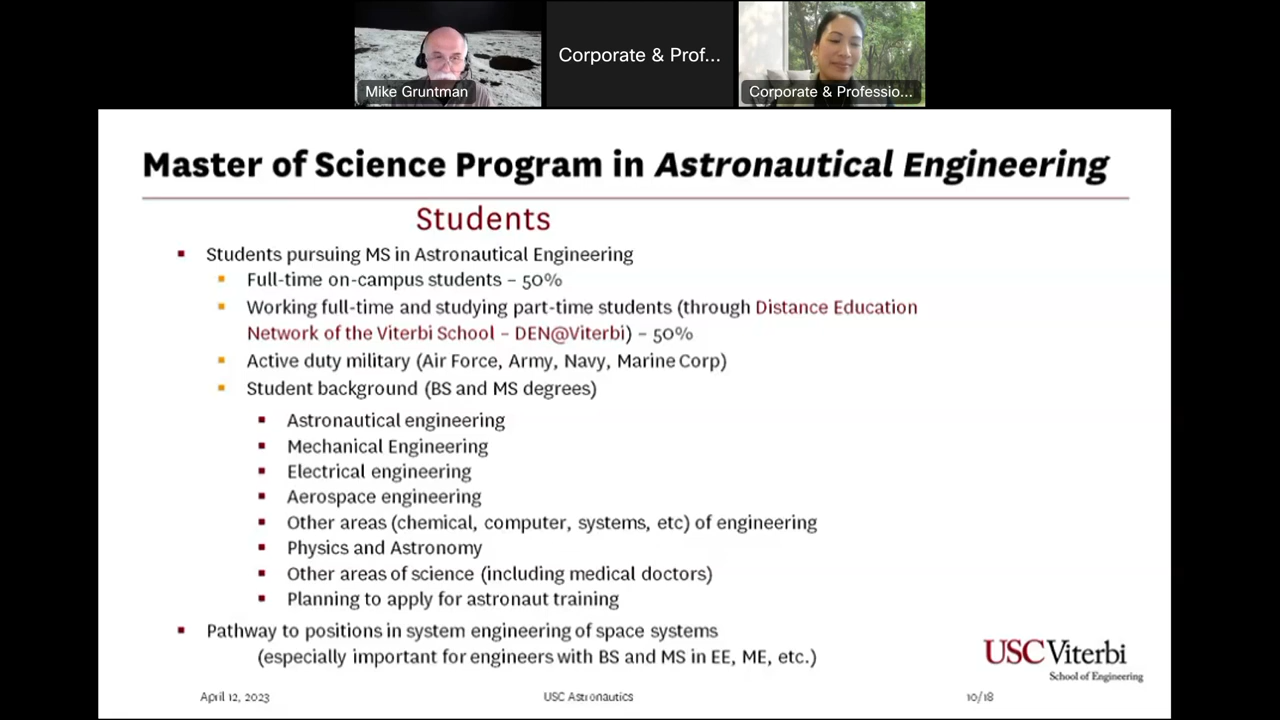 Mike Gruntman
Corporate & Prof...
Corporate & Professio...
Master of Science Program in Astronautical Engineering
Students
Students pursuing MS in Astronautical Engineering
Full-time on-campus students – 50%
Working full-time and studying part-time students (through Distance Education
Network of the Viterbi School – DEN@Viterbi) – 50%
Active duty military (Air Force, Army, Navy, Marine Corp)
Student background (BS and MS degrees)
Astronautical engineering
Mechanical Engineering
Electrical engineering
Aerospace engineering
Other areas (chemical, computer, systems, etc) of engineering
Physics and Astronomy
Other areas of science (including medical doctors)
Planning to apply for astronaut training
Pathway to positions in system engineering of space systems
(especially important for engineers with BS and MS in EE, ME, etc.)
USC Viterbi
School of Engineering
April 12, 2023
USC Astronautics
10/18